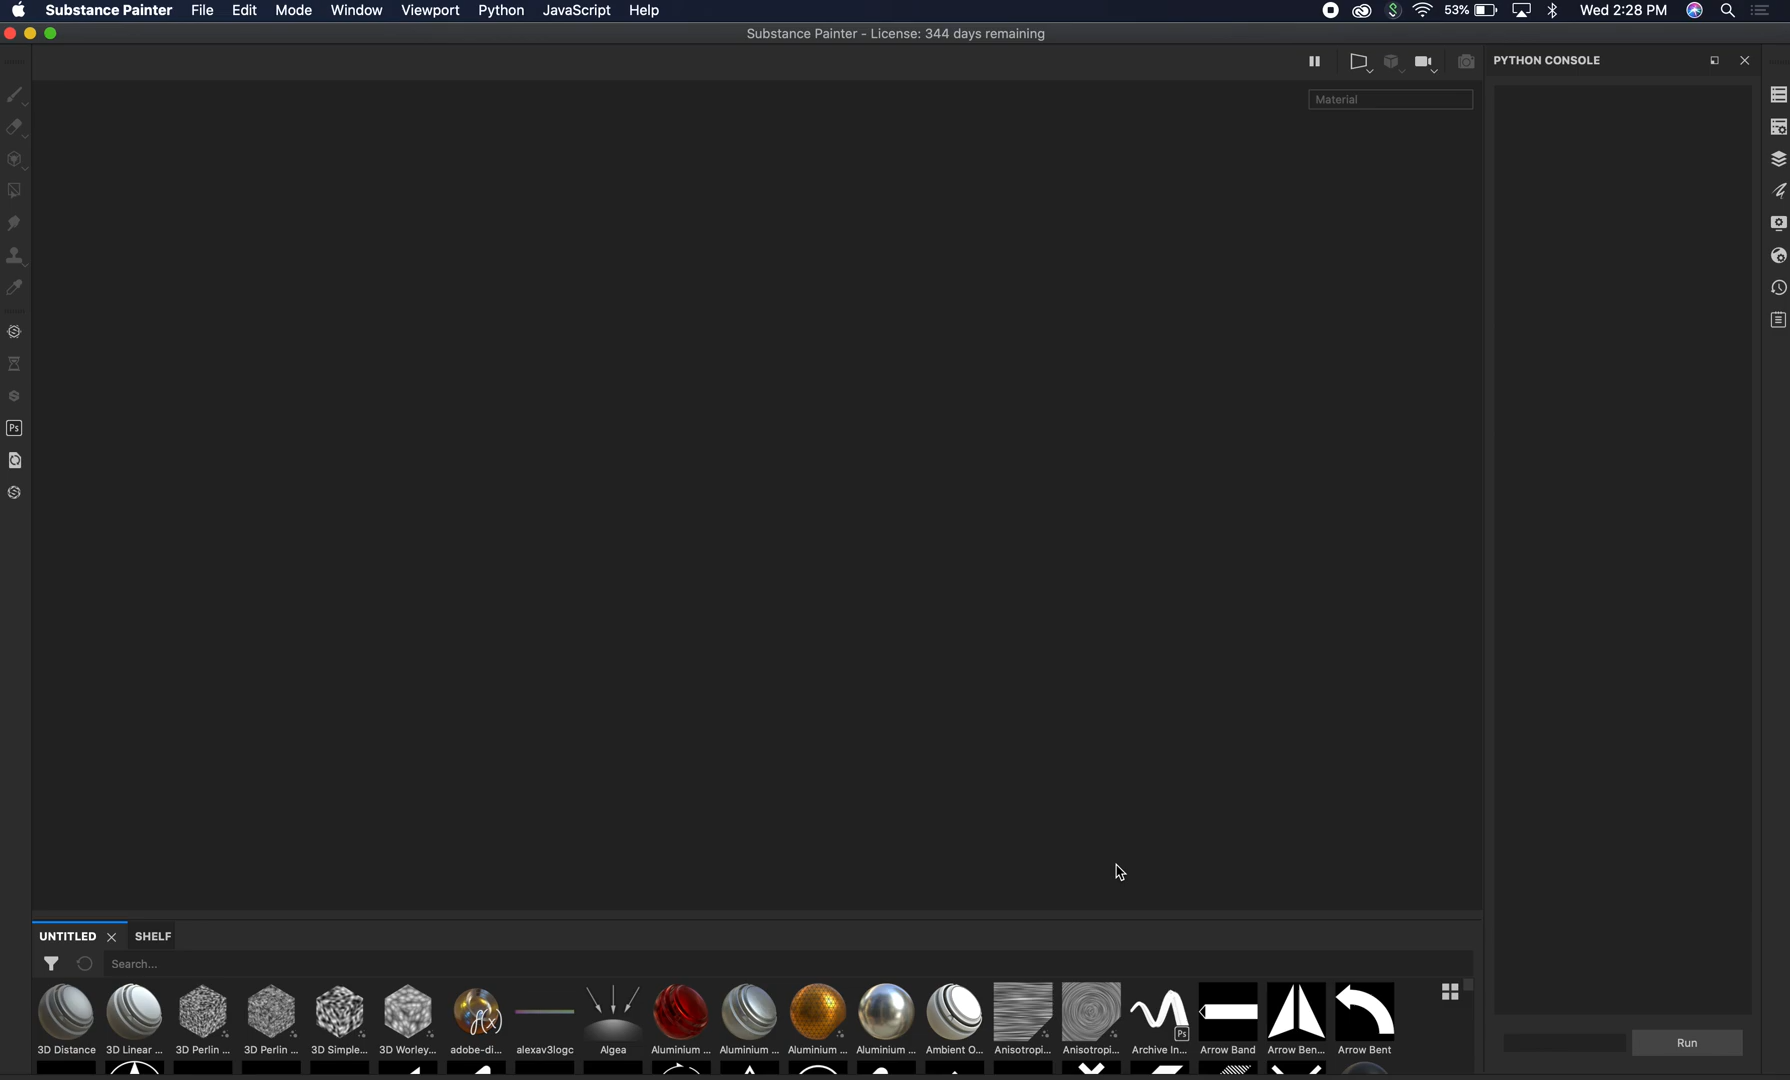 Substance Painter File Edit Mode Window Viewport Python JavaScript Help 53% Wed 2:28 PM
Substance Painter - License: 344 days remaining
PYTHON CONSOLE
Material
Ps
UNTITLED SHELF
Search...
f(x)
Ps
3D Distance 3D Linear ... 3D Perlin ... 3D Perlin ... 3D Simple... 3D Worley... adobe-di... alexav3logc Algea Aluminium ... Aluminium ... Aluminium ... Aluminium ... Ambient O... Anisotropi... Anisotropi... Archive In... Arrow Band Arrow Ben... Arrow Bent
Run